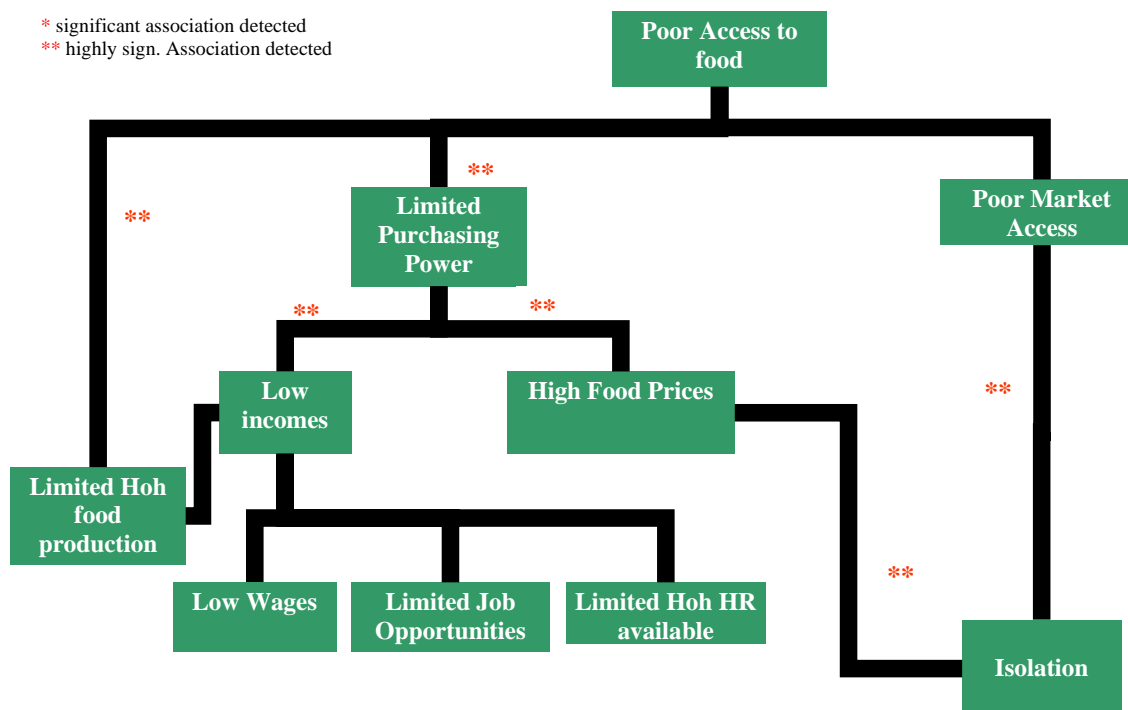 * significant association detected
** highly sign. Association detected
Poor Access to
food
**
**
Limited
Purchasing
Power
Poor Market
Access
**
**
Low
incomes
High Food Prices
**
Limited Hoh
food
production
**
Low Wages
Limited Job
Opportunities
Limited Hoh HR
available
Isolation